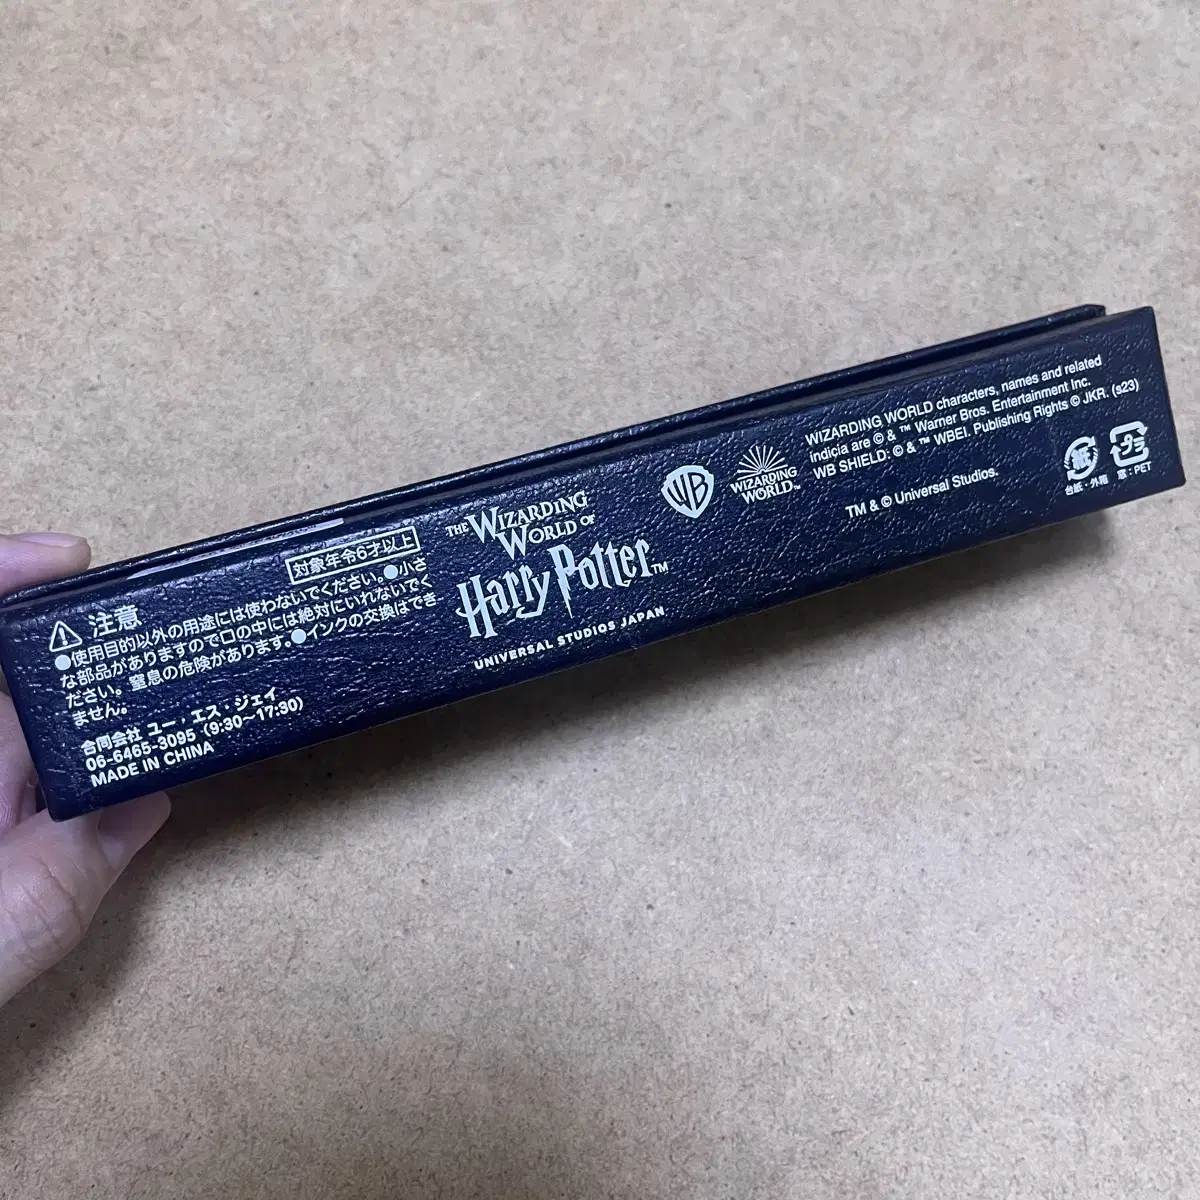 対象年令6才以上
注意
●使用目的以外の用途には使わないでください。●小さ
な部品がありますので口の中には絶対にいれないでく
ださい。窒息の危険があります。●インクの交換はでき
ません。
合同会社 ユー・エス・ジェイ
06-6465-3095 (9:30〜17:30)
MADE IN CHINA
THE WIZARDING
WORLD OF
Harry Potter™
UNIVERSAL STUDIOS JAPAN
WB
WIZARDING
WORLD™
WIZARDING WORLD characters, names and related
indicia are © & ™ Warner Bros. Entertainment Inc.
WB SHIELD: © & ™ WBEI. Publishing Rights © JKR. (s23)
TM & © Universal Studios.
紙
台紙・外箱
プラ
窓:PET